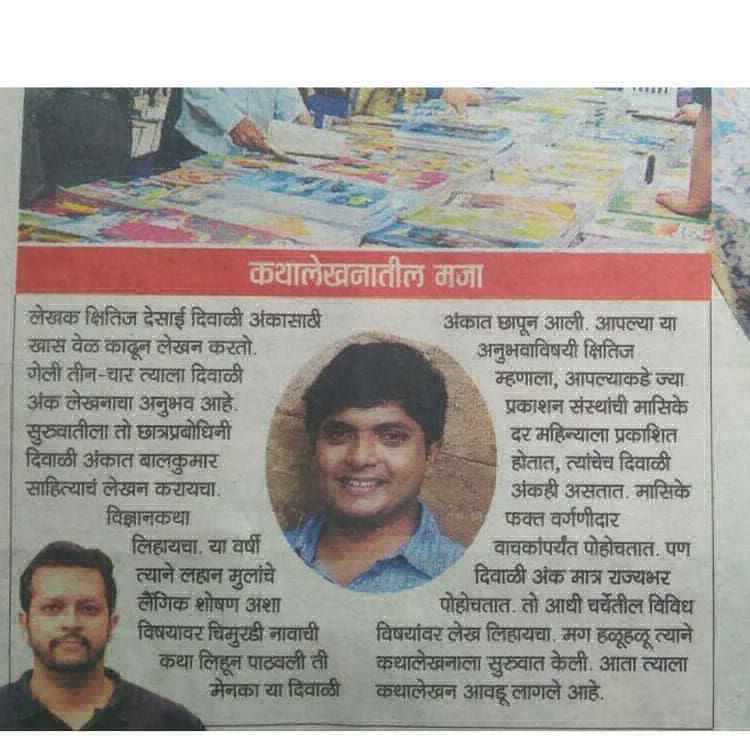 कथालेखनातील मजा
लेखक क्षितिज देसाई दिवाळी अंकासाठी
खास वेळ काढून लेखन करतो.
गेली तीन-चार त्याला दिवाळी
अंक लेखनाचा अनुभव आहे.
सुरुवातीला तो छात्रप्रबोधिनी
दिवाळी अंकात बालकुमार
साहित्याचं लेखन करायचा.
विज्ञानकथा
लिहायचा. या वर्षी
त्याने लहान मुलांचे
लैंगिक शोषण अशा
विषयावर चिमुरडी नावाची
कथा लिहून पाठवली ती
मेनका या दिवाळी
अंकात छापून आली. आपल्या या
अनुभवाविषयी क्षितिज
म्हणाला, आपल्याकडे ज्या
प्रकाशन संस्थांची मासिके
दर महिन्याला प्रकाशित
होतात, त्यांचेच दिवाळी
अंकही असतात. मासिके
फक्त वर्गणीदार
वाचकांपर्यंत पोहोचतात. पण
दिवाळी अंक मात्र राज्यभर
पोहोचतात. तो आधी चर्चेतील विविध
विषयांवर लेख लिहायचा. मग हळूहळू त्याने
कथालेखनाला सुरुवात केली. आता त्याला
कथालेखन आवडू लागले आहे.